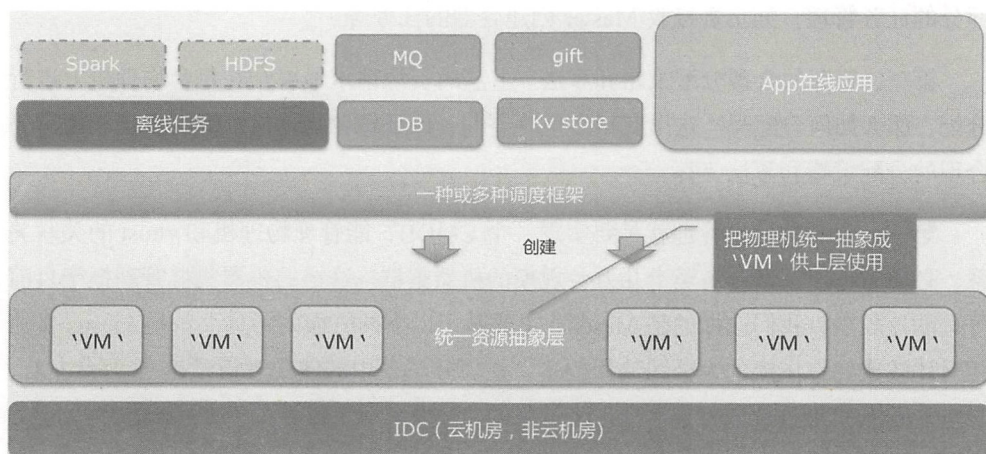 Spark
HDFS
MQ
gift
App在线应用
离线任务
DB
Kv store
一种或多种调度框架
创建
把物理机统一抽象成
‘VM‘供上层使用
‘VM‘
‘VM‘
‘VM‘
统一资源抽象层
‘VM‘
‘VM‘
‘VM‘
IDC(云机房,非云机房)